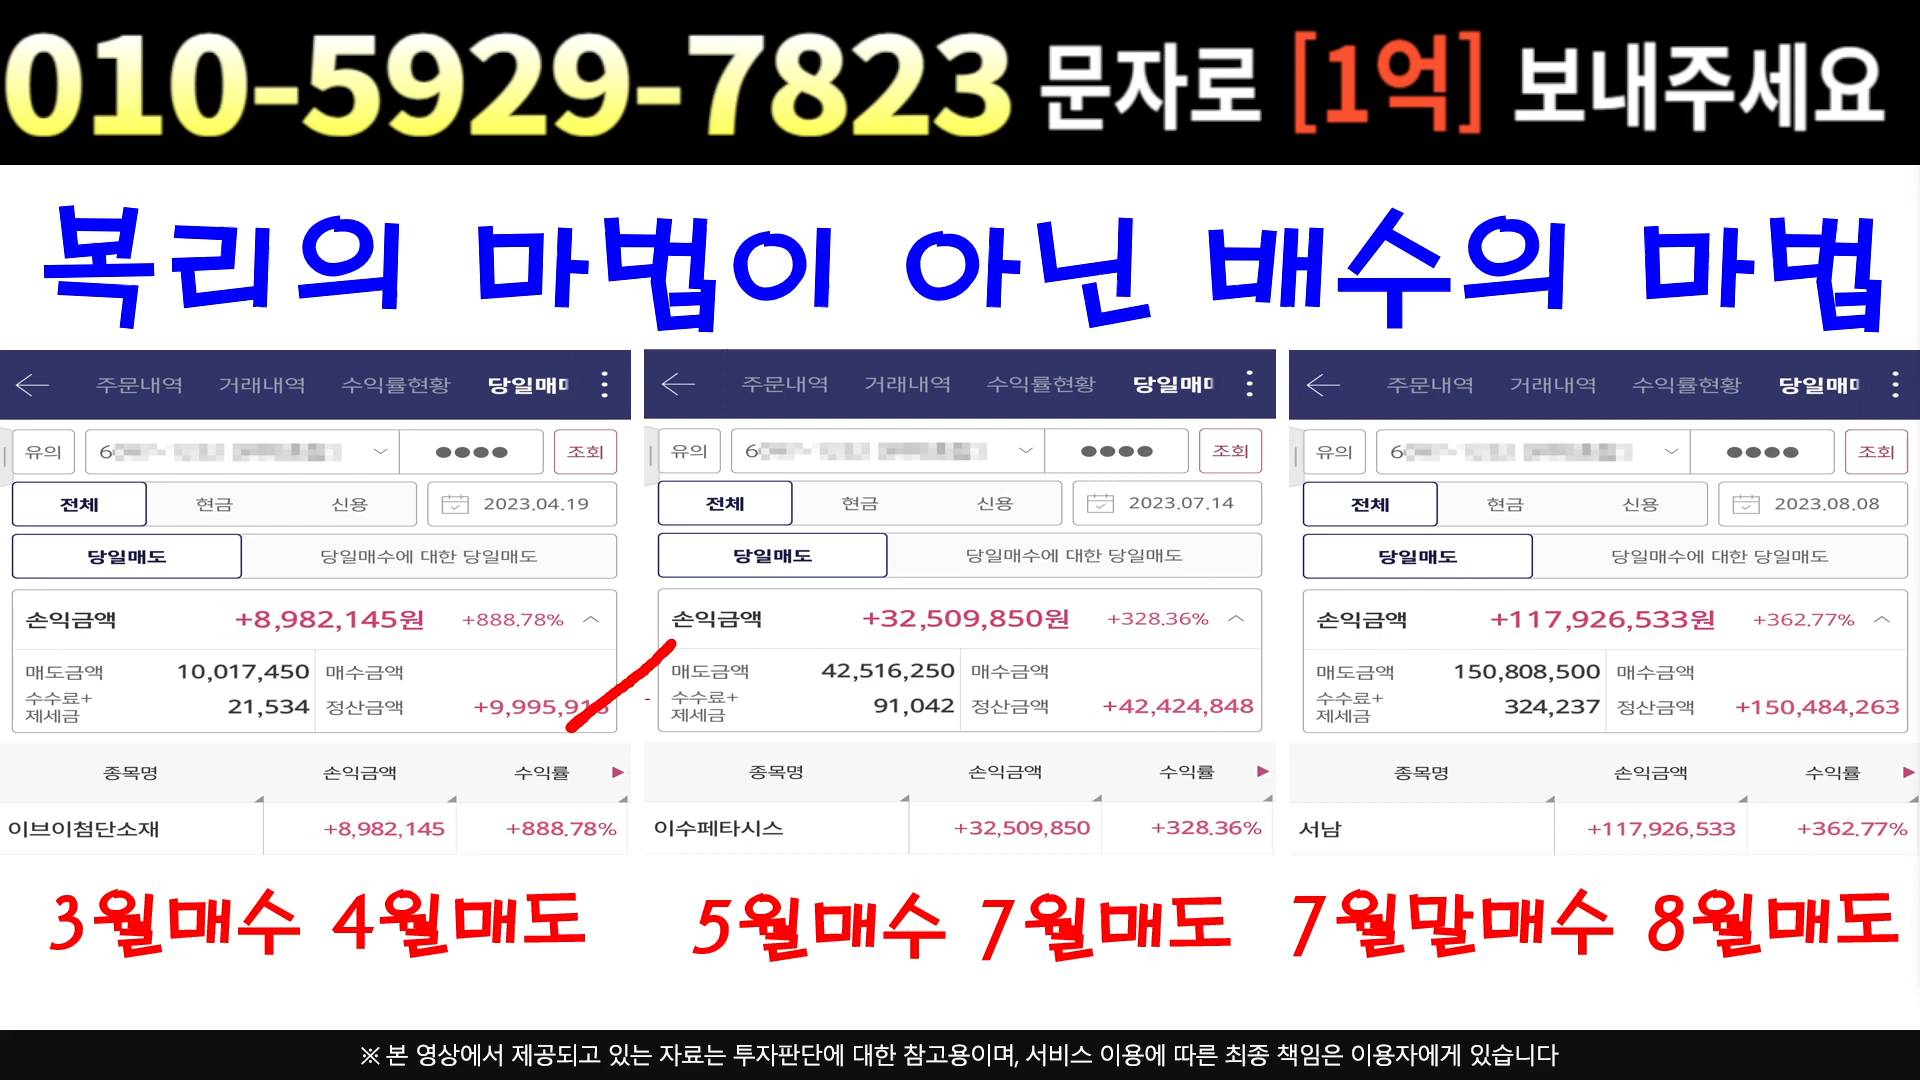 010-5929-7823 문자로 [1억] 보내주세요
복리의 마법이 아닌 배수의 마법
주문내역 거래내역 수익률현황 당일매
유의 6 ●●●● 조회
전체 현금 신용 2023.04.19
당일매도 당일매수에 대한 당일매도
손익금액 +8,982,145원 +888.78%
매도금액 10,017,450 매수금액
수수료+
제세금 21,534 정산금액 +9,995,91
종목명 손익금액 수익률
이브이첨단소재 +8,982,145 +888.78%
3월매수 4월매도
주문내역 거래내역 수익률현황 당일매
유의 6 ●●●● 조회
전체 현금 신용 2023.07.14
당일매도 당일매수에 대한 당일매도
손익금액 +32,509,850원 +328.36%
매도금액 42,516,250 매수금액
수수료+
제세금 91,042 정산금액 +42,424,848
종목명 손익금액 수익률
이수페타시스 +32,509,850 +328.36%
5월매수 7월매도
주문내역 거래내역 수익률현황 당일매
유의 6 ●●●● 조회
전체 현금 신용 2023.08.08
당일매도 당일매수에 대한 당일매도
손익금액 +117,926,533원 +362.77%
매도금액 150,808,500 매수금액
수수료+
제세금 324,237 정산금액 +150,484,263
종목명 손익금액 수익률
서남 +117,926,533 +362.77%
7월말매수 8월매도
※ 본 영상에서 제공되고 있는 자료는 투자판단에 대한 참고용이며, 서비스 이용에 따른 최종 책임은 이용자에게 있습니다